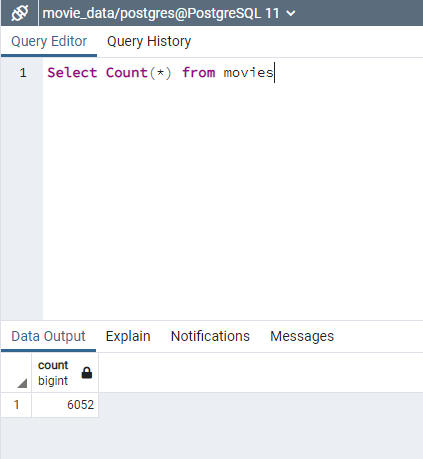 movie_data/postgres@PostgreSQL 11
Query Editor Query History
1 Select Count(*) from movies
Data Output Explain Notifications Messages
count
bigint
1 6052